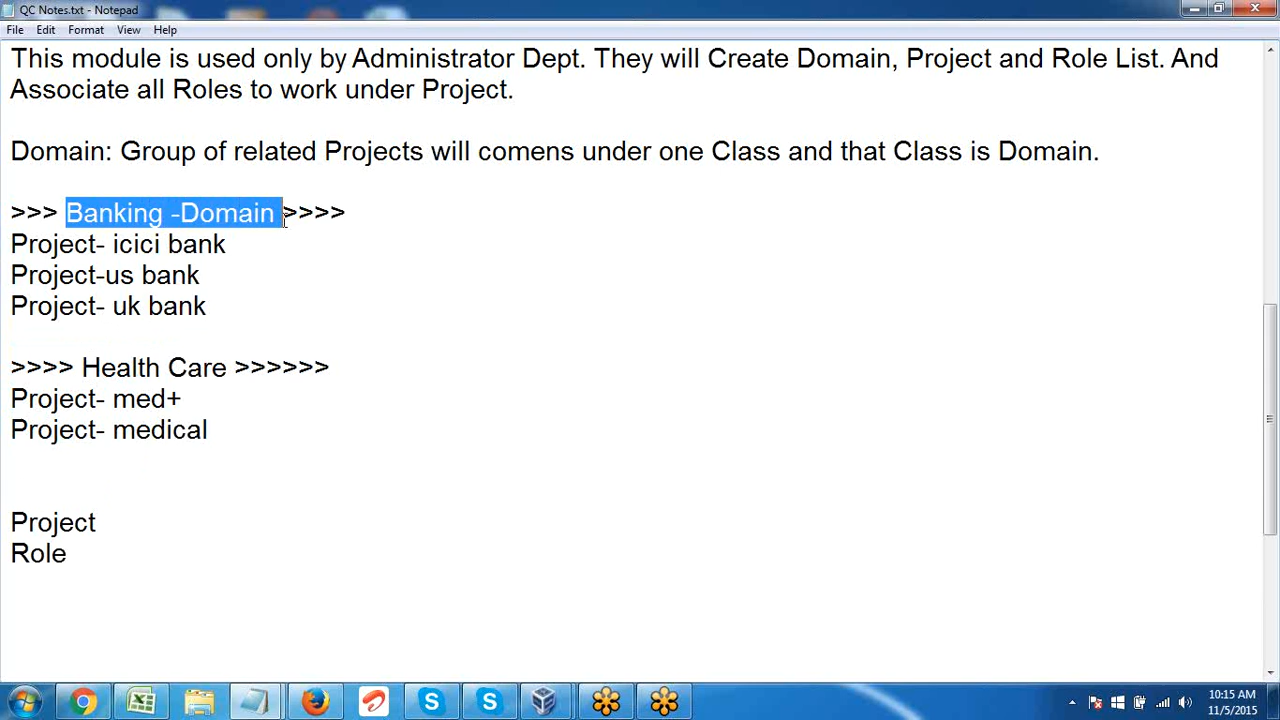 QC Notes.txt - Notepad
File Edit Format View Help
This module is used only by Administrator Dept. They will Create Domain, Project and Role List. And
Associate all Roles to work under Project.
Domain: Group of related Projects will comens under one Class and that Class is Domain.
>>> Banking -Domain >>>>
Project- icici bank
Project-us bank
Project- uk bank
>>>> Health Care >>>>>>
Project- med+
Project- medical
Project
Role
10:15 AM
11/5/2015